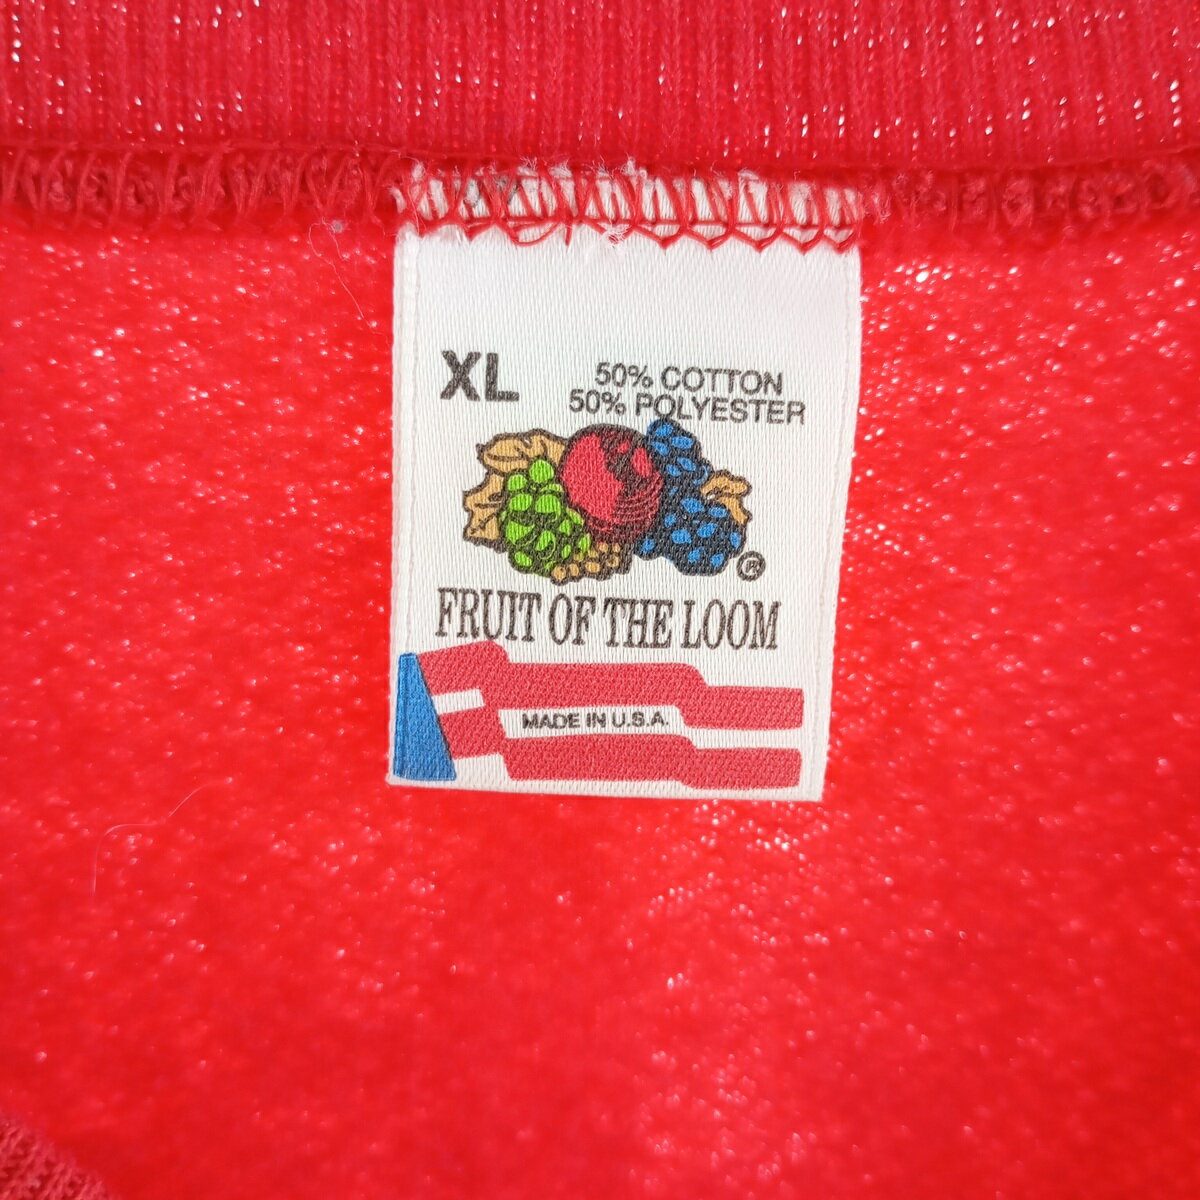 XL
50% COTTON
50% POLYESTER
®
FRUIT OF THE LOOM
MADE IN U.S.A.